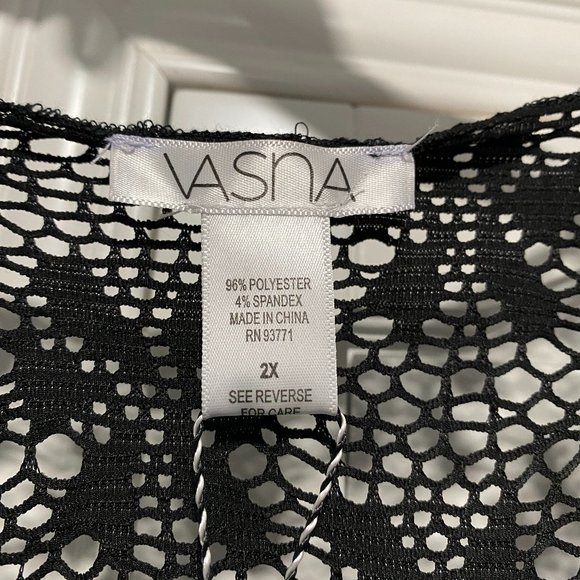 VASNA
96% POLYESTER
4% SPANDEX
MADE IN CHINA
RN 93771
2X
SEE REVERSE
FOR CARE